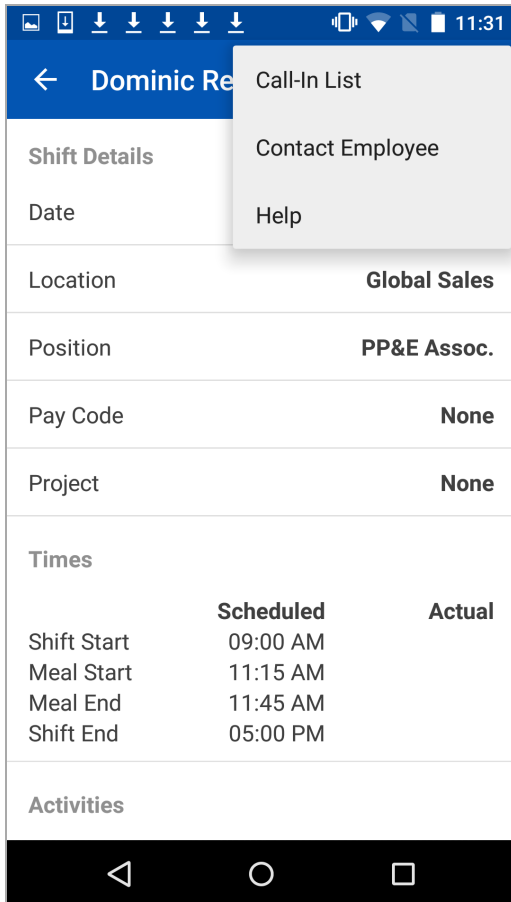 11:31
Dominic Re
Call-In List
Contact Employee
Help
Shift Details
Date
Location Global Sales
Position PP&E Assoc.
Pay Code None
Project None
Times
Scheduled Actual
Shift Start 09:00 AM
Meal Start 11:15 AM
Meal End 11:45 AM
Shift End 05:00 PM
Activities